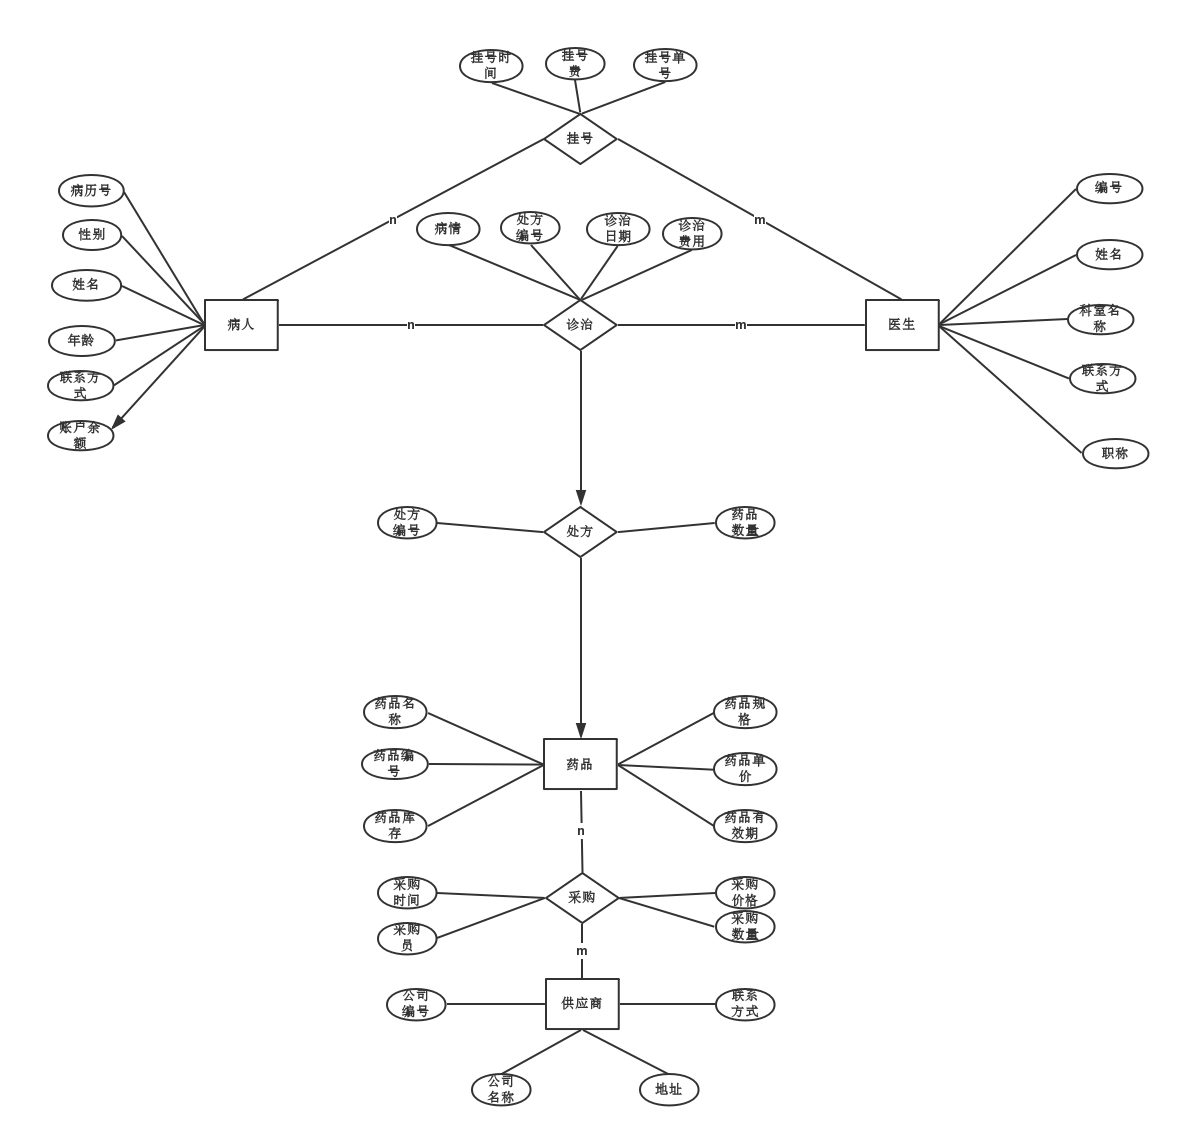 挂号时
间
挂号
费
挂号单
号
挂号
n
m
病历号
性别
姓名
年龄
联系方
式
账户余
额
病人
病情
处方
编号
诊治
日期
诊治
费用
n
诊治
m
医生
编号
姓名
科室名
称
联系方
式
职称
处方
编号
处方
药品
数量
药品名
称
药品编
号
药品库
存
药品
药品规
格
药品单
价
药品有
效期
n
采购
时间
采购
员
采购
采购
价格
采购
数量
m
公司
编号
供应商
联系
方式
公司
名称
地址